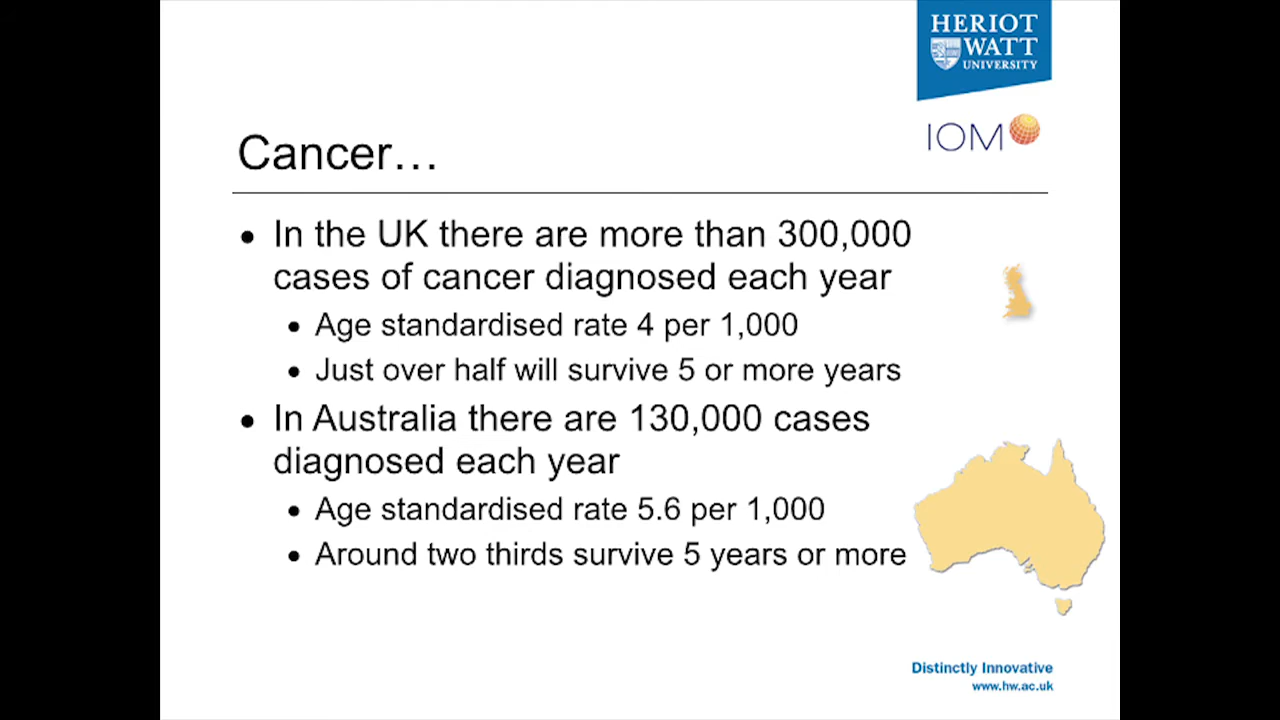 HERIOT
WATT
UNIVERSITY
IOM
Cancer…
• In the UK there are more than 300,000
cases of cancer diagnosed each year
• Age standardised rate 4 per 1,000
• Just over half will survive 5 or more years
• In Australia there are 130,000 cases
diagnosed each year
• Age standardised rate 5.6 per 1,000
• Around two thirds survive 5 years or more
Distinctly Innovative
www.hw.ac.uk